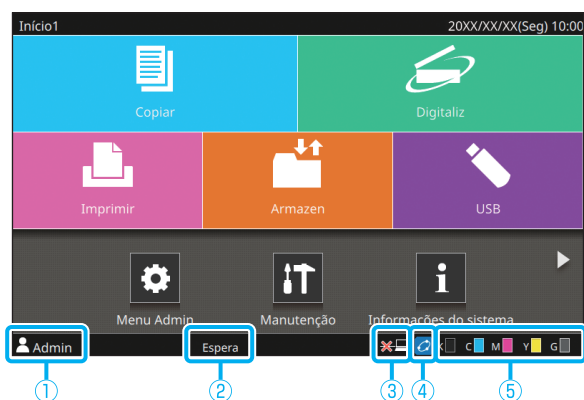 Início1 20XX/XX/XX(Seg) 10:00
Copiar Digitaliz
Imprimir Armazen USB
Menu Admin Manutenção Informações do sistema
Admin Espera K C M Y G
① ② ③ ④ ⑤